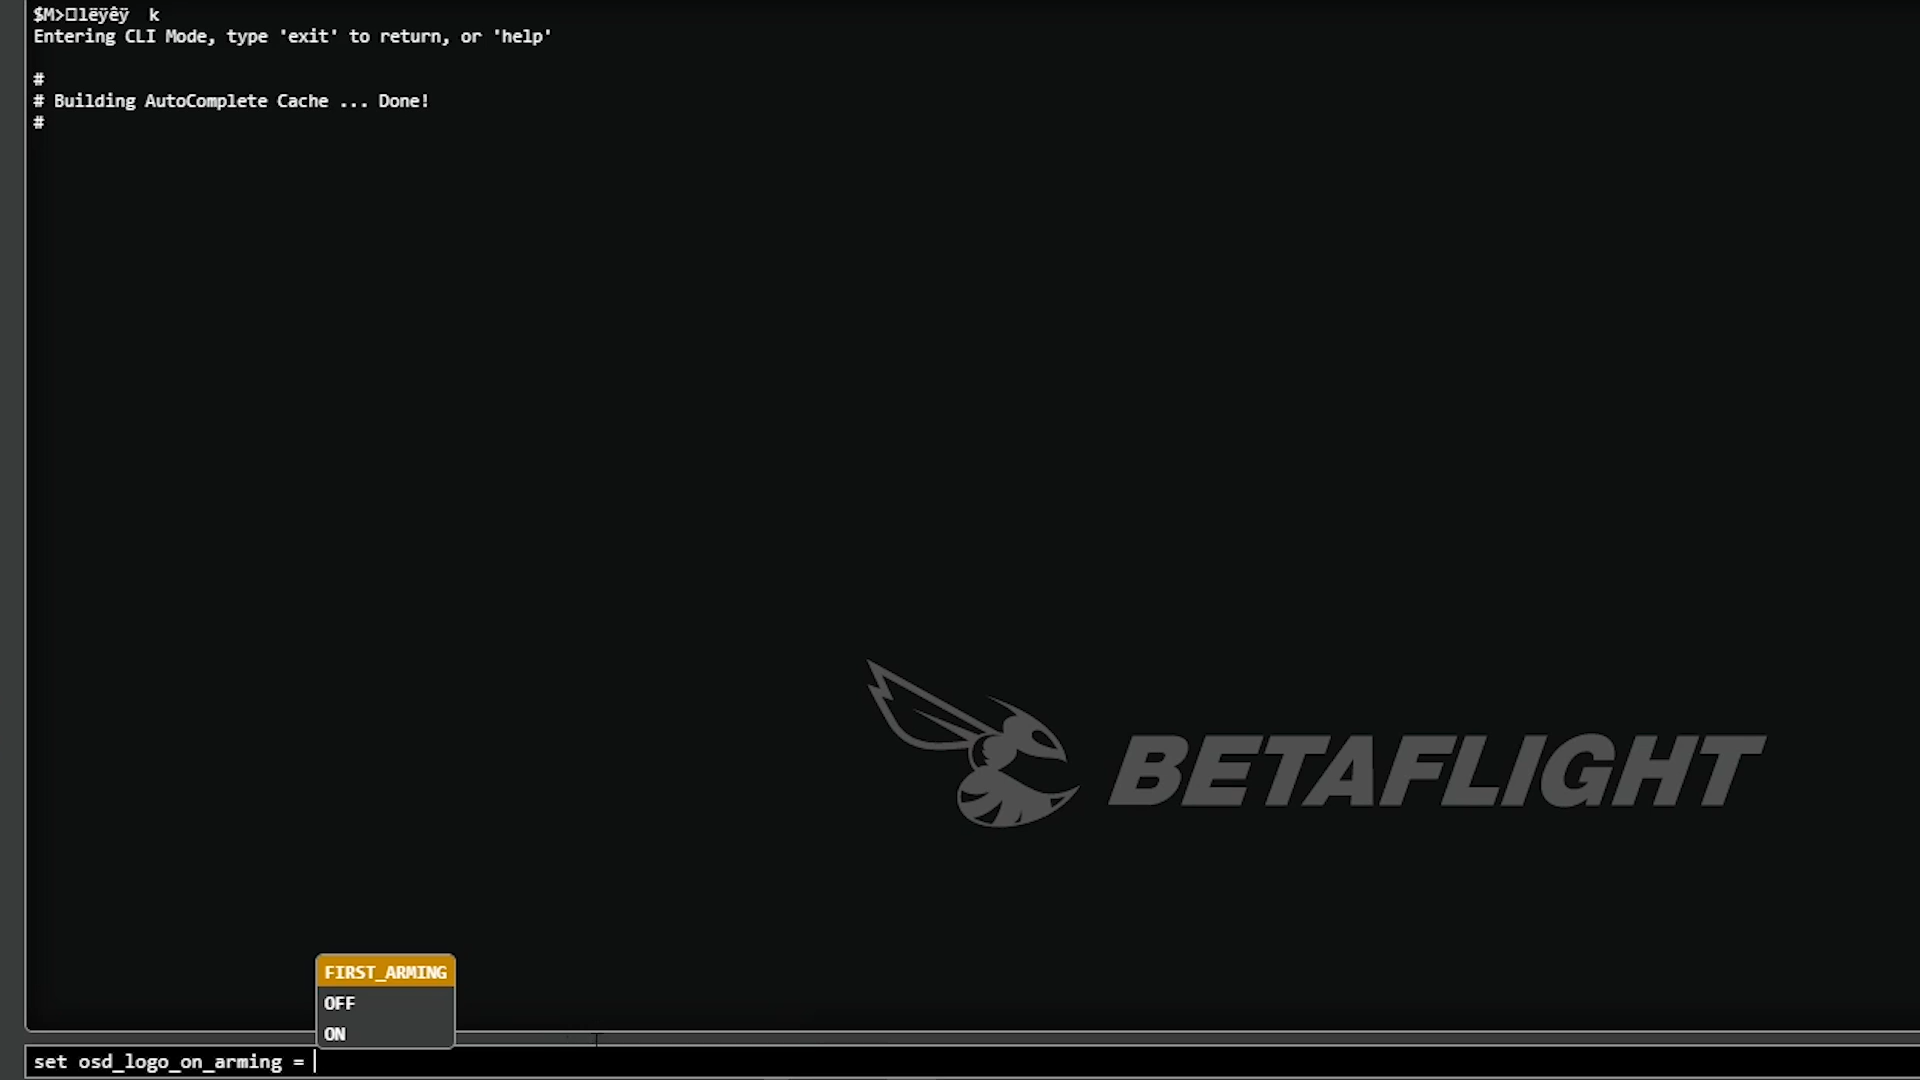 $M>□lëÿêÿ  k
Entering CLI Mode, type 'exit' to return, or 'help'
#
# Building AutoComplete Cache ... Done!
#
BETAFLIGHT
FIRST_ARMING
OFF
ON
set osd_logo_on_arming =